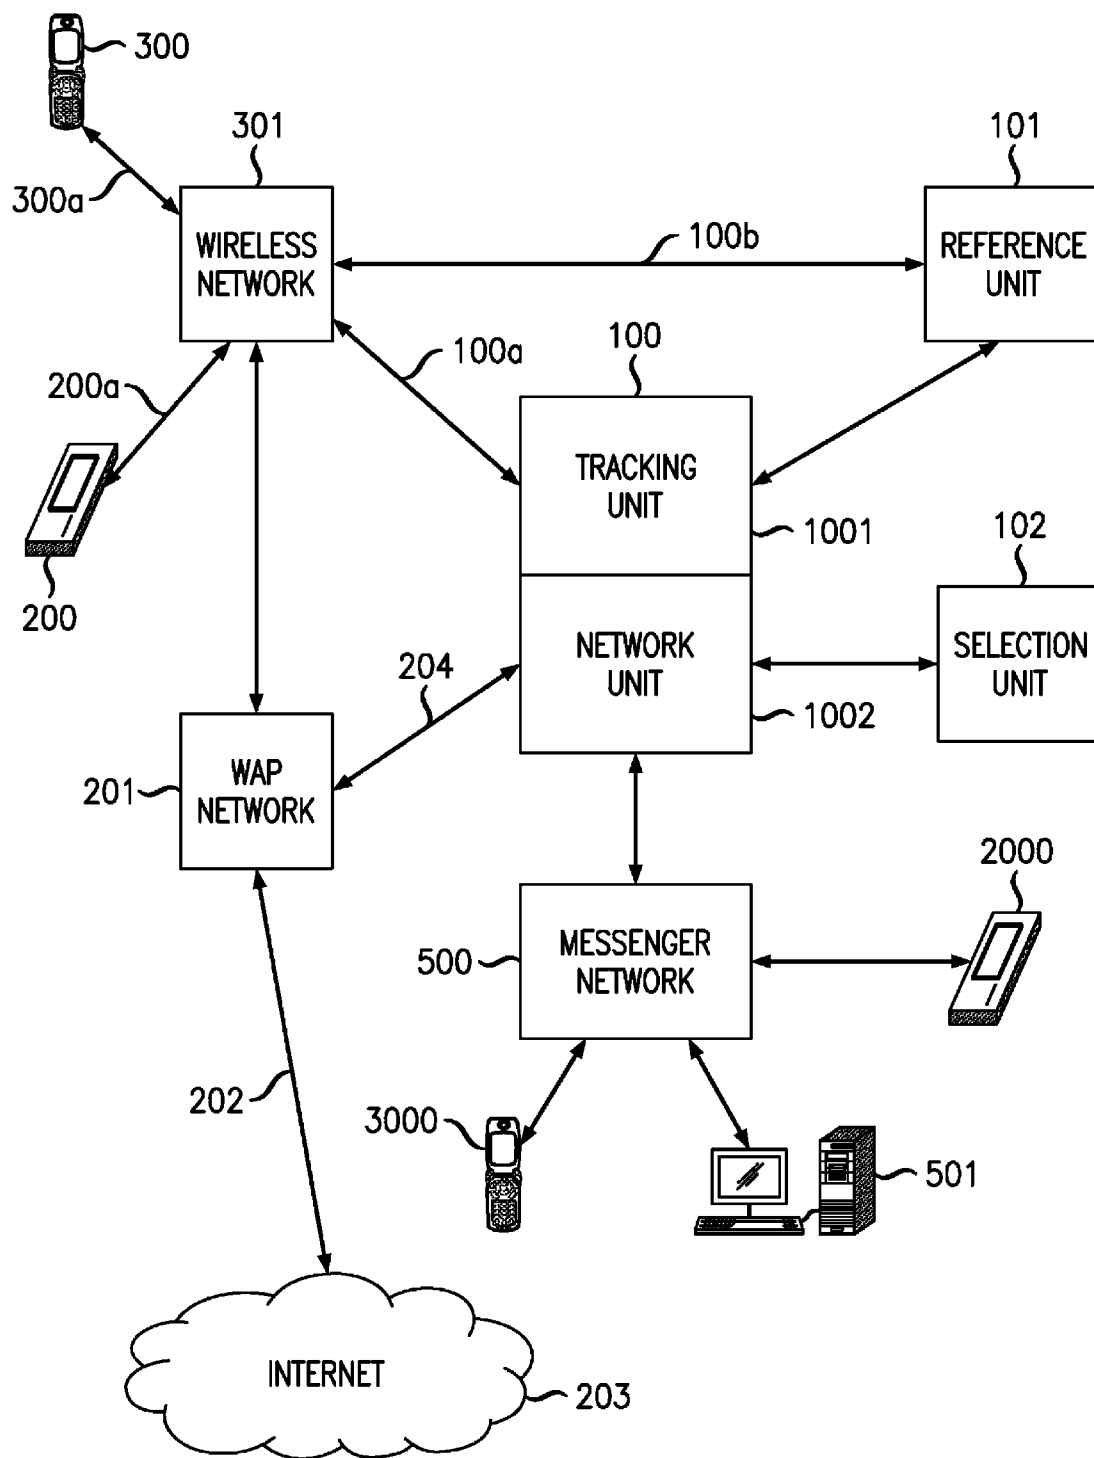 300
301
101
300a
WIRELESS
NETWORK
100b
REFERENCE
UNIT
100
100a
200a
TRACKING
UNIT
1001
102
200
NETWORK
UNIT
SELECTION
UNIT
204
1002
201
WAP
NETWORK
2000
500
MESSENGER
NETWORK
202
3000
501
INTERNET
203